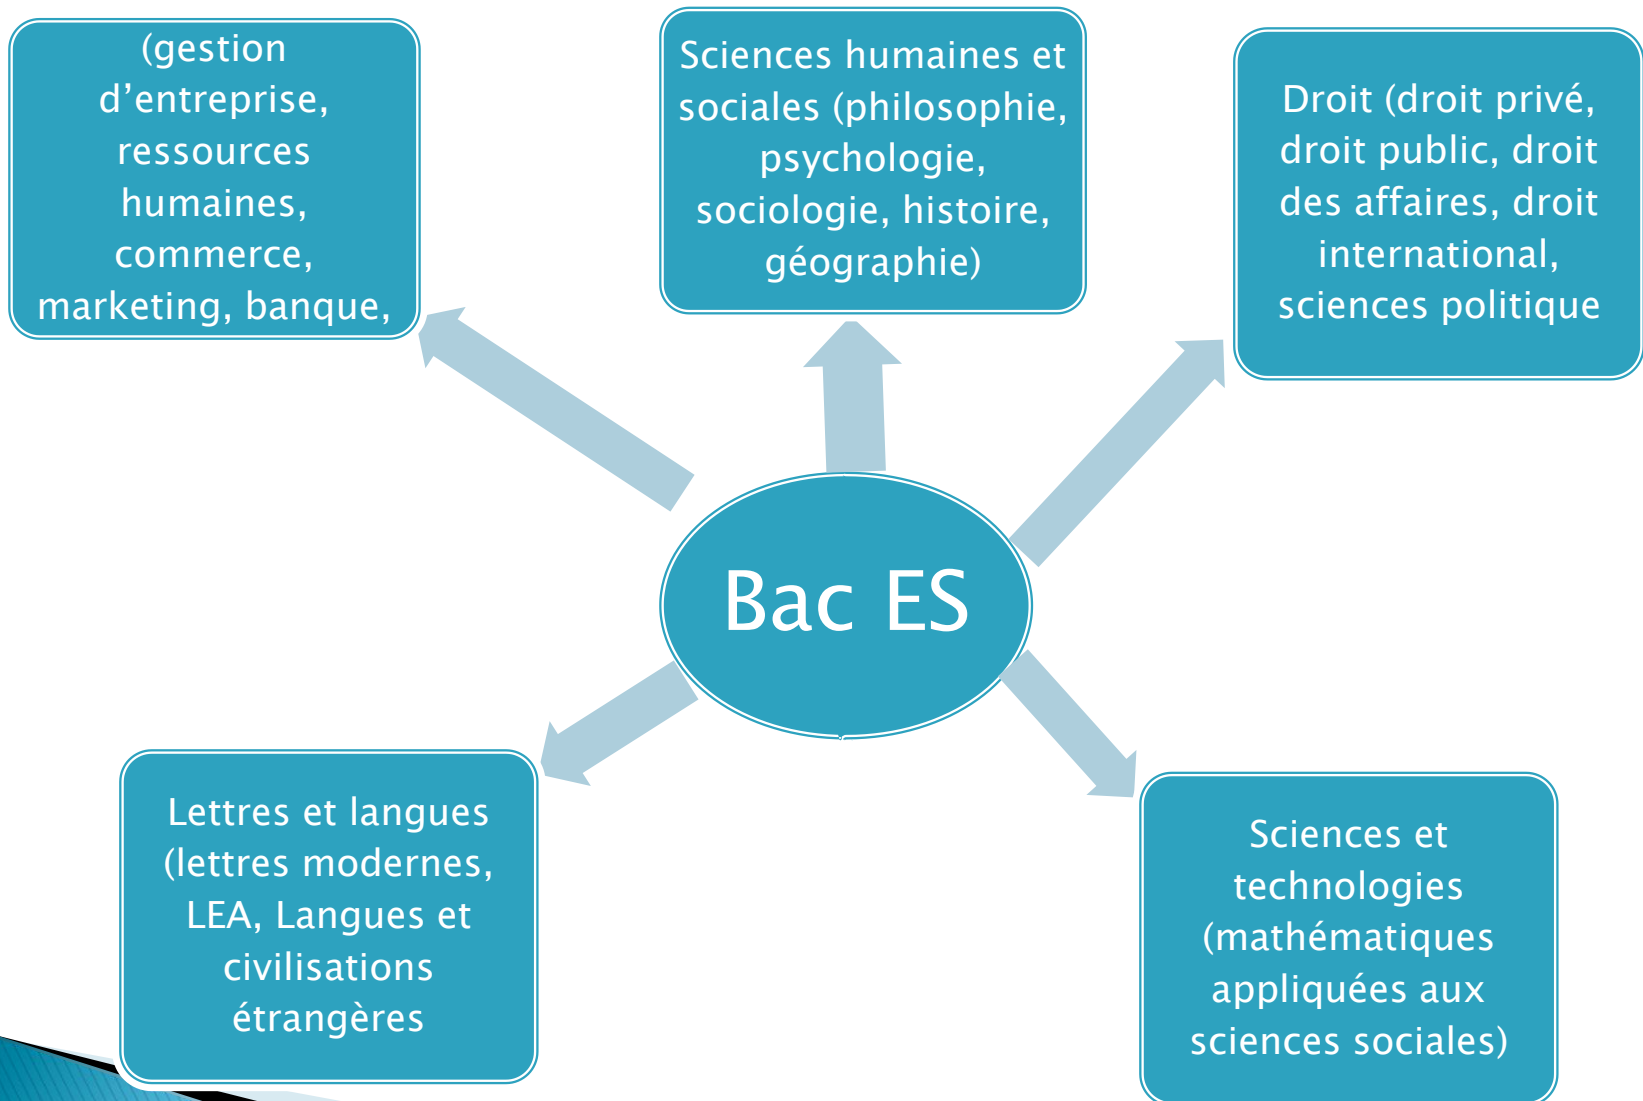 (gestion
d’entreprise,
ressources
humaines,
commerce,
marketing, banque,
Sciences humaines et
sociales (philosophie,
psychologie,
sociologie, histoire,
géographie)
Droit (droit privé,
droit public, droit
des affaires, droit
international,
sciences politique
Bac ES
Lettres et langues
(lettres modernes,
LEA, Langues et
civilisations
étrangères
Sciences et
technologies
(mathématiques
appliquées aux
sciences sociales)